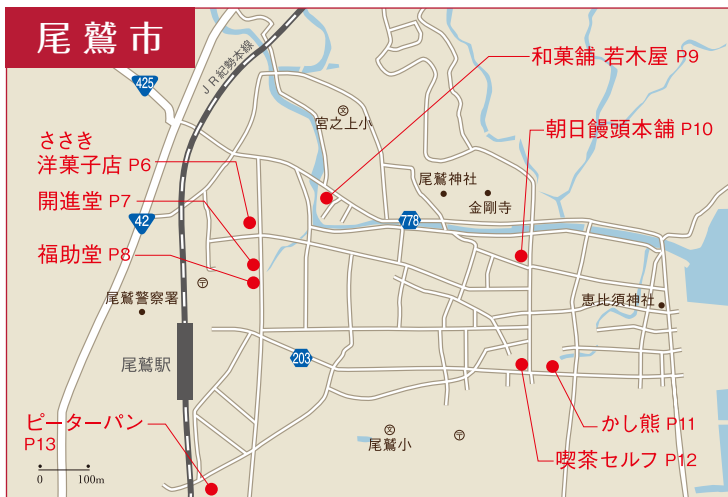 尾鷲市
425
JR紀勢本線
和菓舗 若木屋 P9
宮之上小
朝日饅頭本舗 P10
ささき
洋菓子店 P6
尾鷲神社
金剛寺
開進堂 P7
42
778
福助堂 P8
尾鷲警察署
恵比須神社
尾鷲駅
203
ピーターパン
P13
かし熊 P11
尾鷲小
喫茶セルフ P12
0 100m
文
文
〒
〒